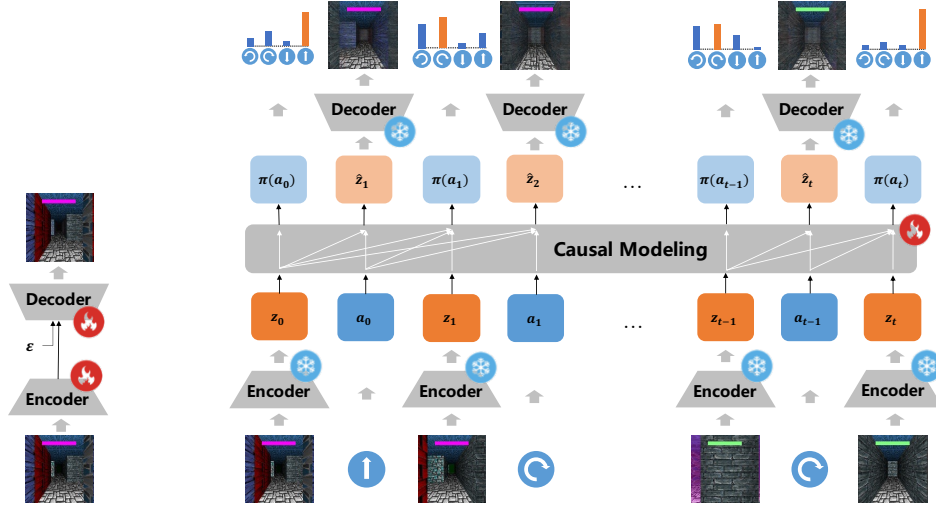 Decoder
Decoder
Decoder
π(a₀)
ẑ₁
π(a₁)
ẑ₂
...
π(aₜ₋₁)
ẑₜ
π(aₜ)
Causal Modeling
Decoder
z₀
a₀
z₁
a₁
...
zₜ₋₁
aₜ₋₁
zₜ
ε
Encoder
Encoder
Encoder
Encoder
Encoder